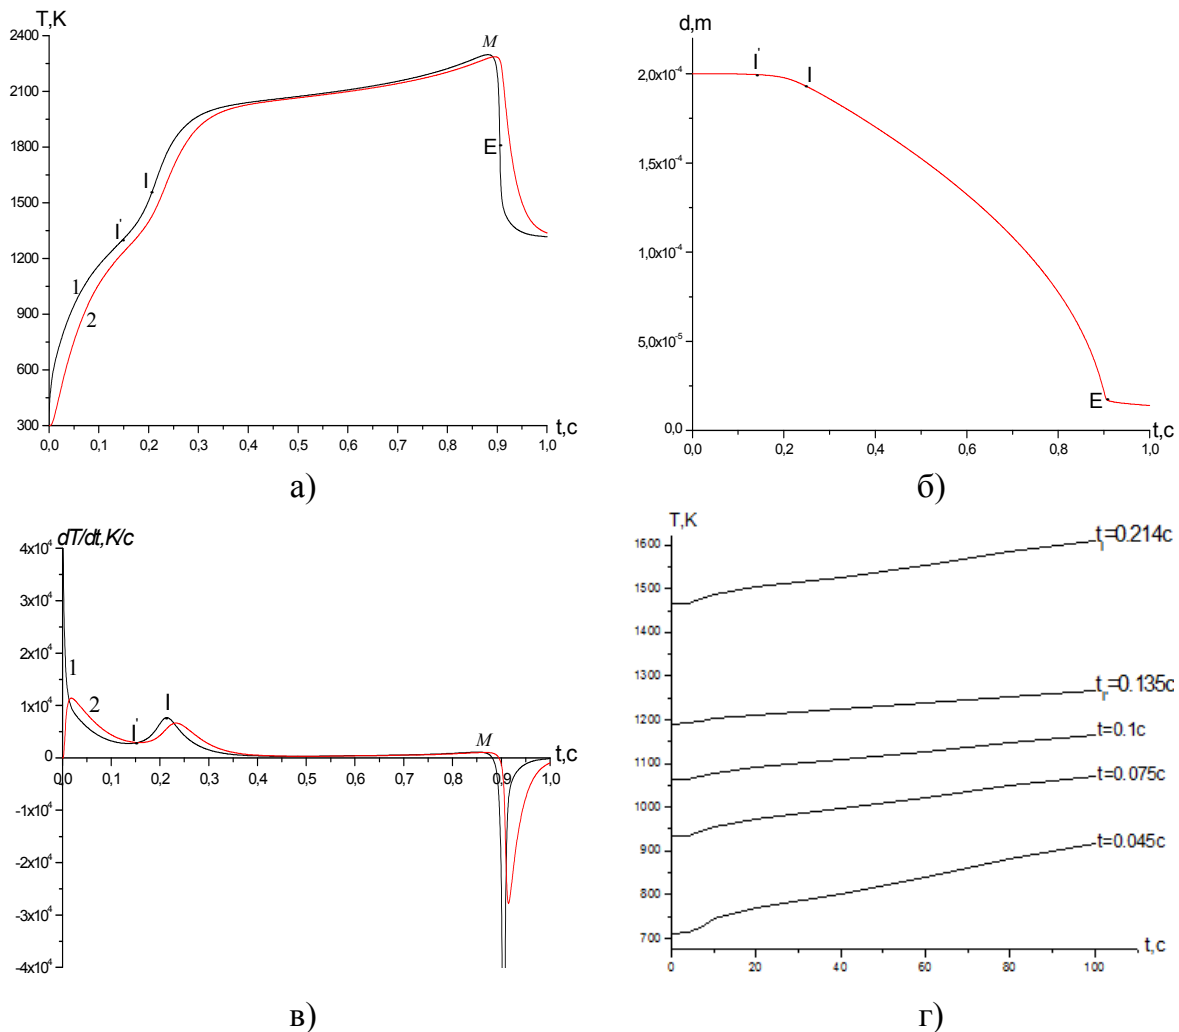 T,K
2400
2100
1800
1500
1200
900
600
300
M
E
I
I'
1
2
0,0 0,1 0,2 0,3 0,4 0,5 0,6 0,7 0,8 0,9 1,0
t,c
а)
d,m
2,0x10⁻⁴
1,5x10⁻⁴
1,0x10⁻⁴
5,0x10⁻⁵
0,0
I' I
E
0,0 0,2 0,4 0,6 0,8 1,0
t,c
б)
dT/dt,K/c
4x10⁴
3x10⁴
2x10⁴
1x10⁴
0
-1x10⁴
-2x10⁴
-3x10⁴
-4x10⁴
1
2
I'
I
M
t,c
0,0 0,1 0,2 0,3 0,4 0,5 0,6 0,7 0,8 0,9 1,0
в)
T,K
1600
1500
1400
1300
1200
1100
1000
900
800
700
tᵢ=0.214c
t_I'=0.135c
t=0.1c
t=0.075c
t=0.045c
t,c
0 20 40 60 80 100
г)